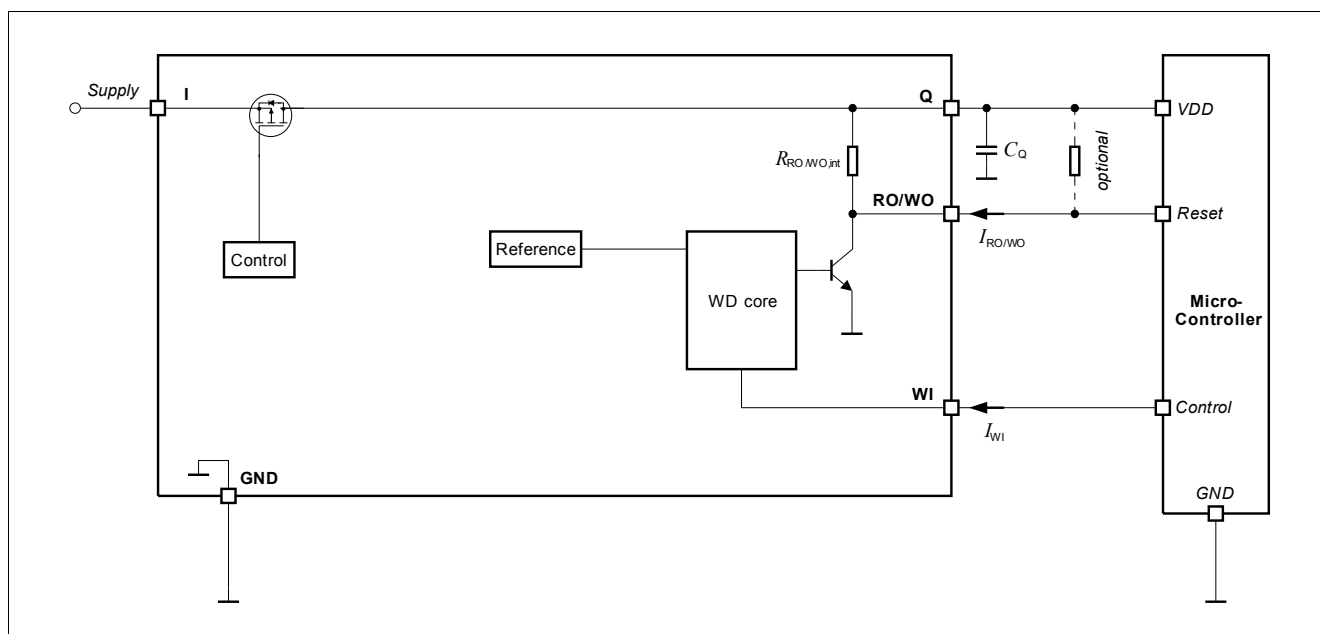 Supply
I
Q
VDD
R RO/WO,int
C Q
optional
RO/WO
Reset
I RO/WO
Reference
Control
WD core
Micro-
Controller
WI
Control
I WI
GND
GND